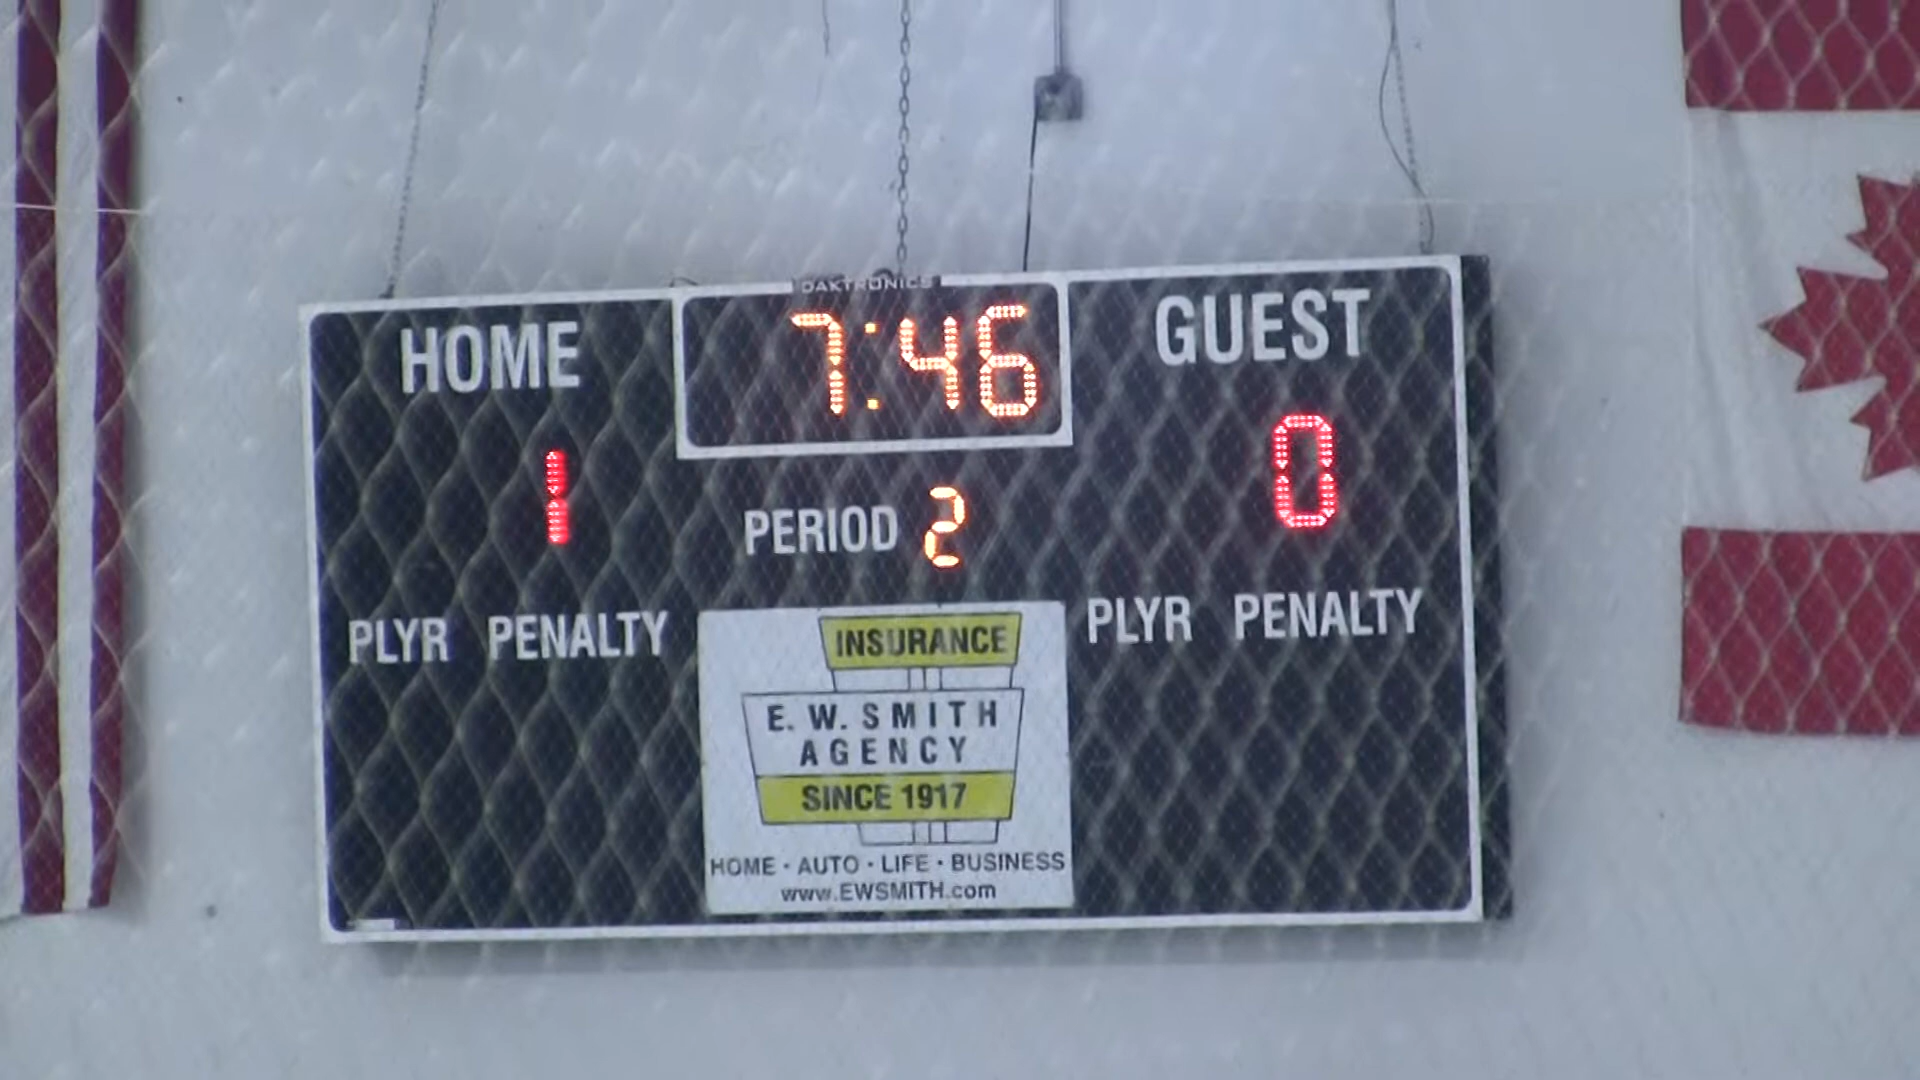 DAKTRONICS
HOME
7:46
GUEST
1
PERIOD 2
0
PLYR PENALTY
PLYR PENALTY
INSURANCE
E. W. SMITH
AGENCY
SINCE 1917
HOME · AUTO · LIFE · BUSINESS
www.EWSMITH.com